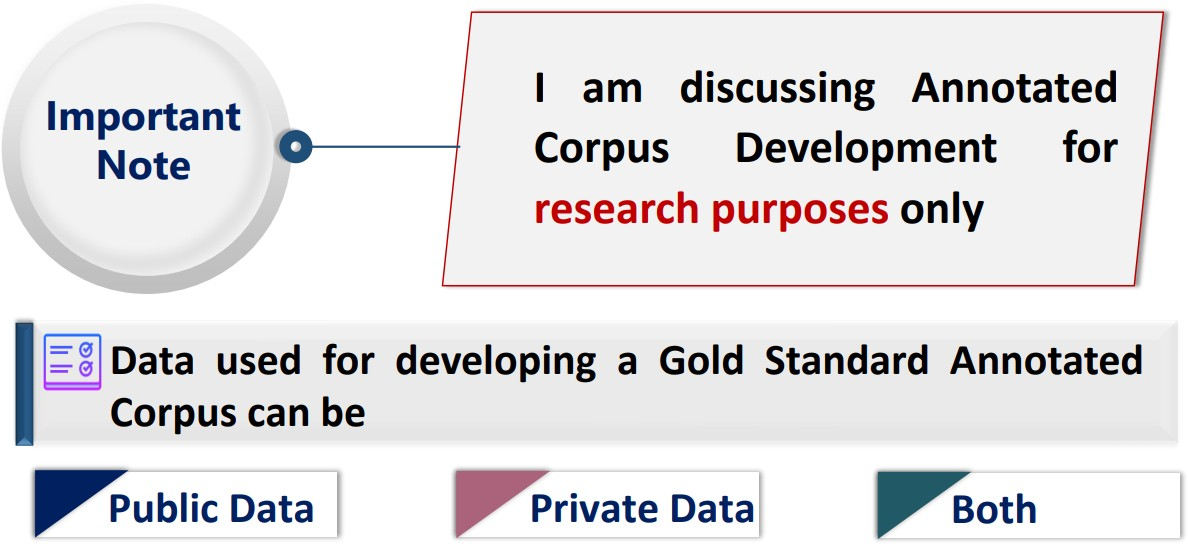 Important
Note
I am discussing Annotated
Corpus Development for
research purposes only
Data used for developing a Gold Standard Annotated
Corpus can be
Public Data
Private Data
Both